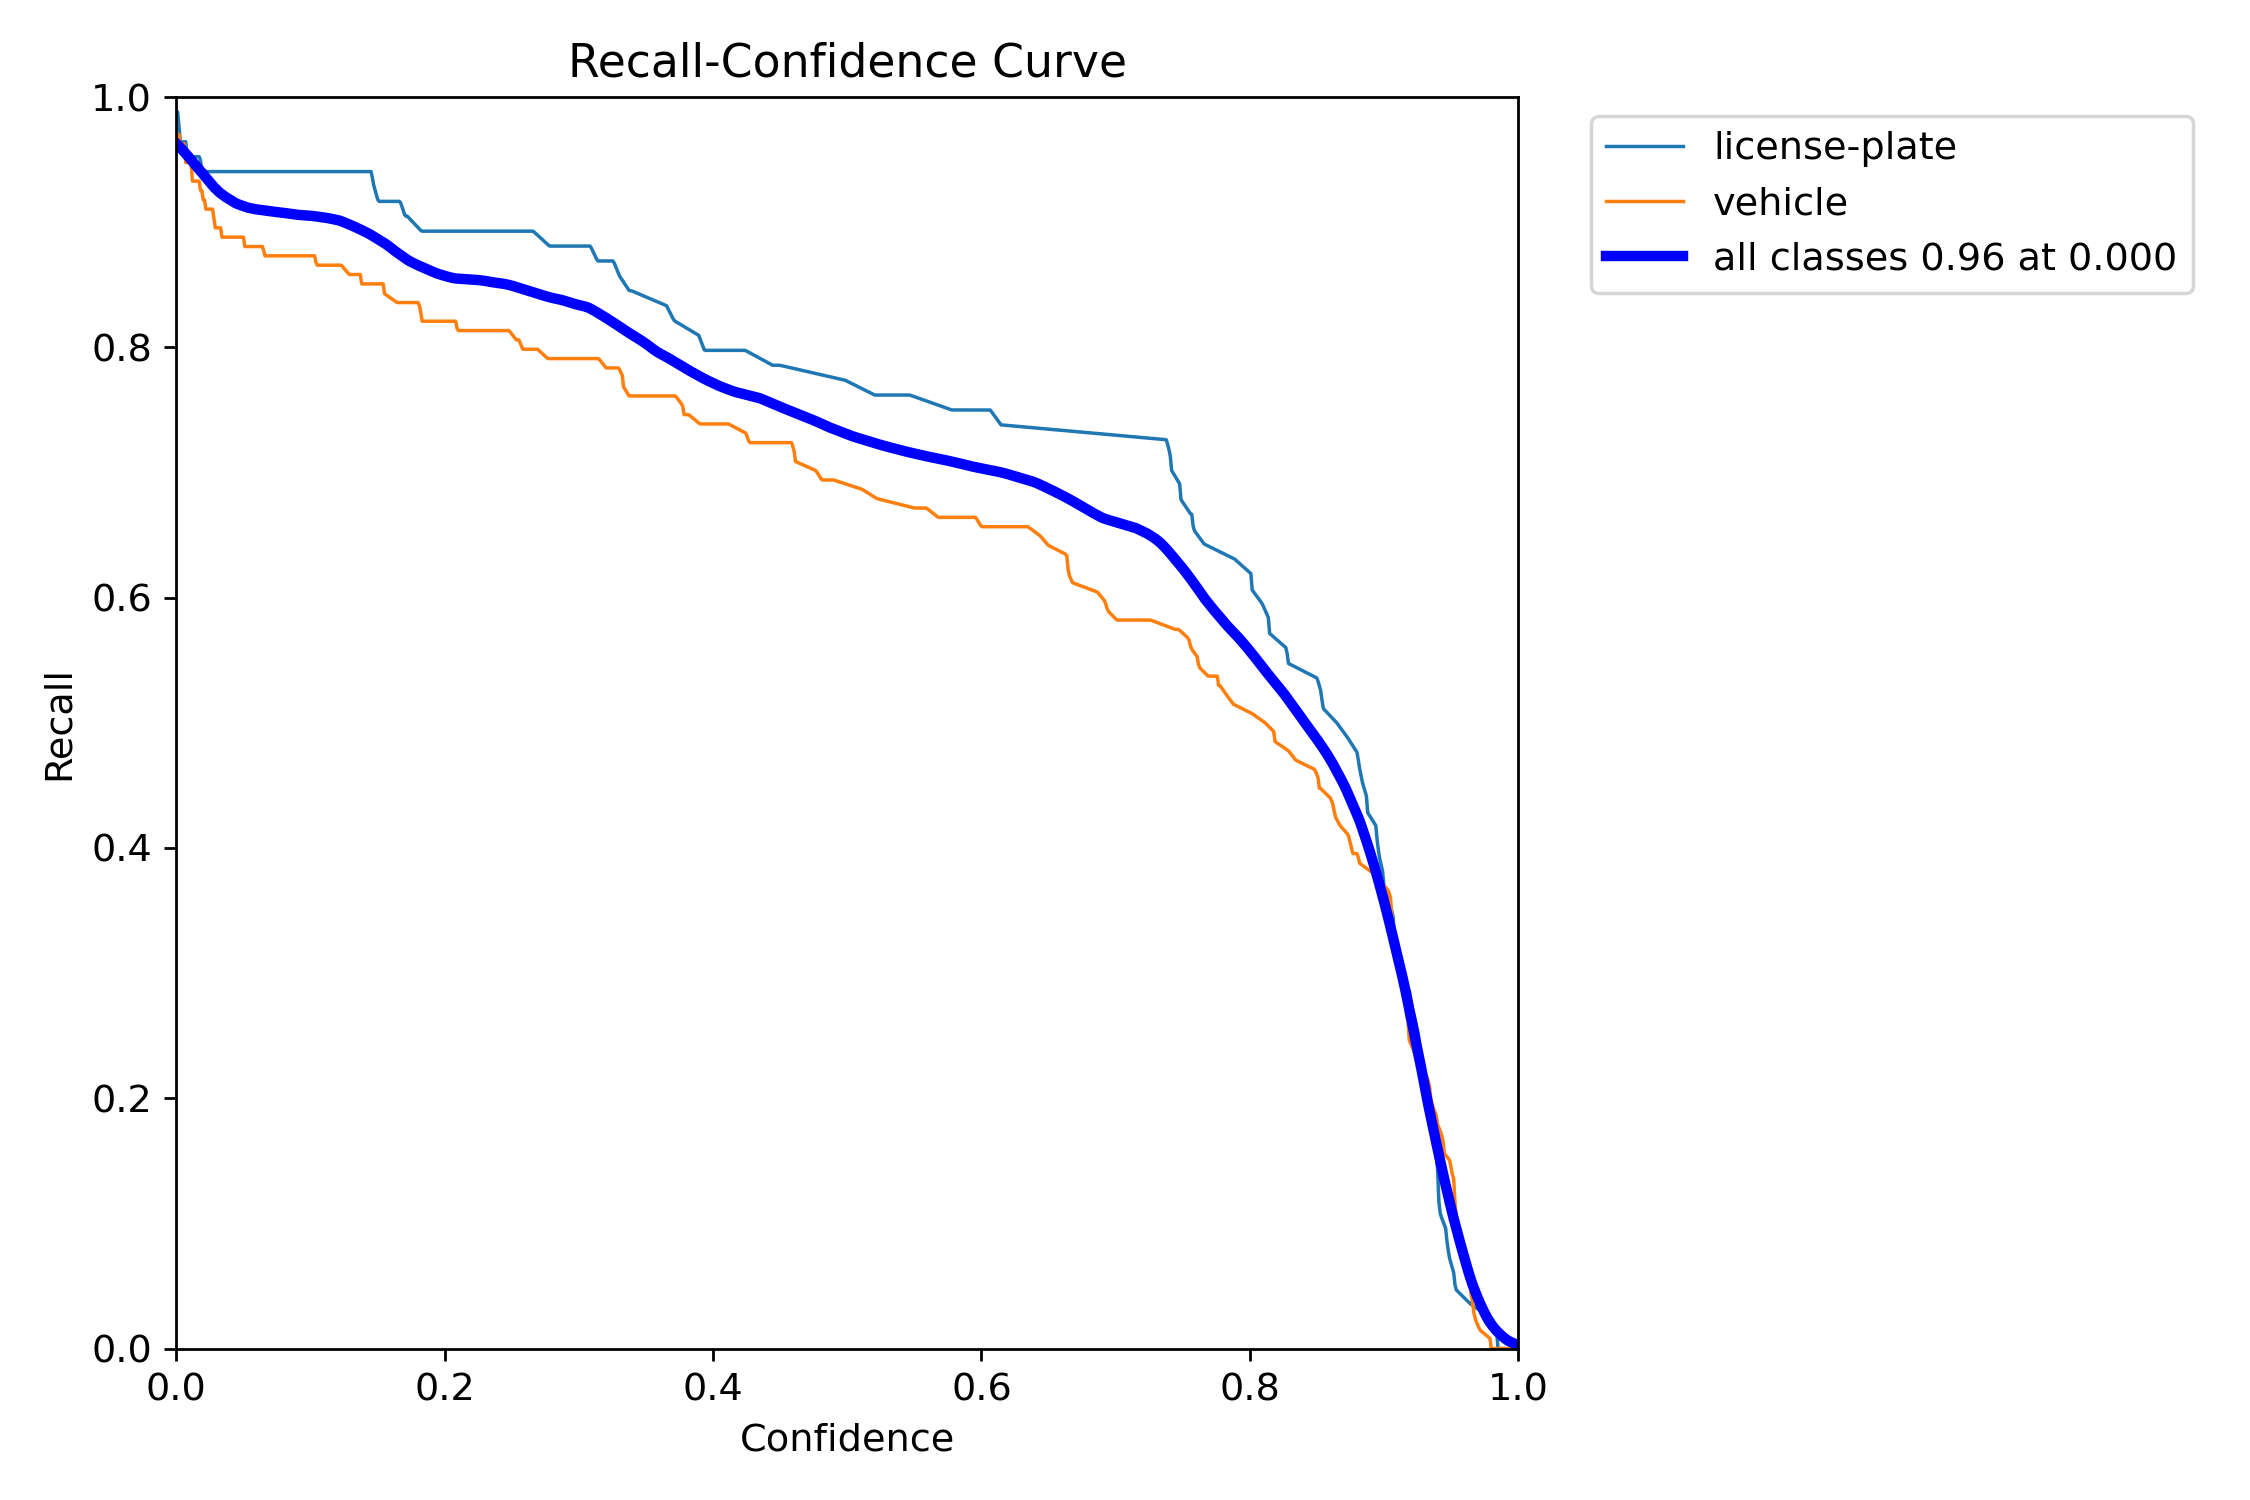 Recall-Confidence Curve
1.0
0.8
0.6
0.4
0.2
0.0
Recall
0.0 0.2 0.4 0.6 0.8 1.0
Confidence
license-plate
vehicle
all classes 0.96 at 0.000